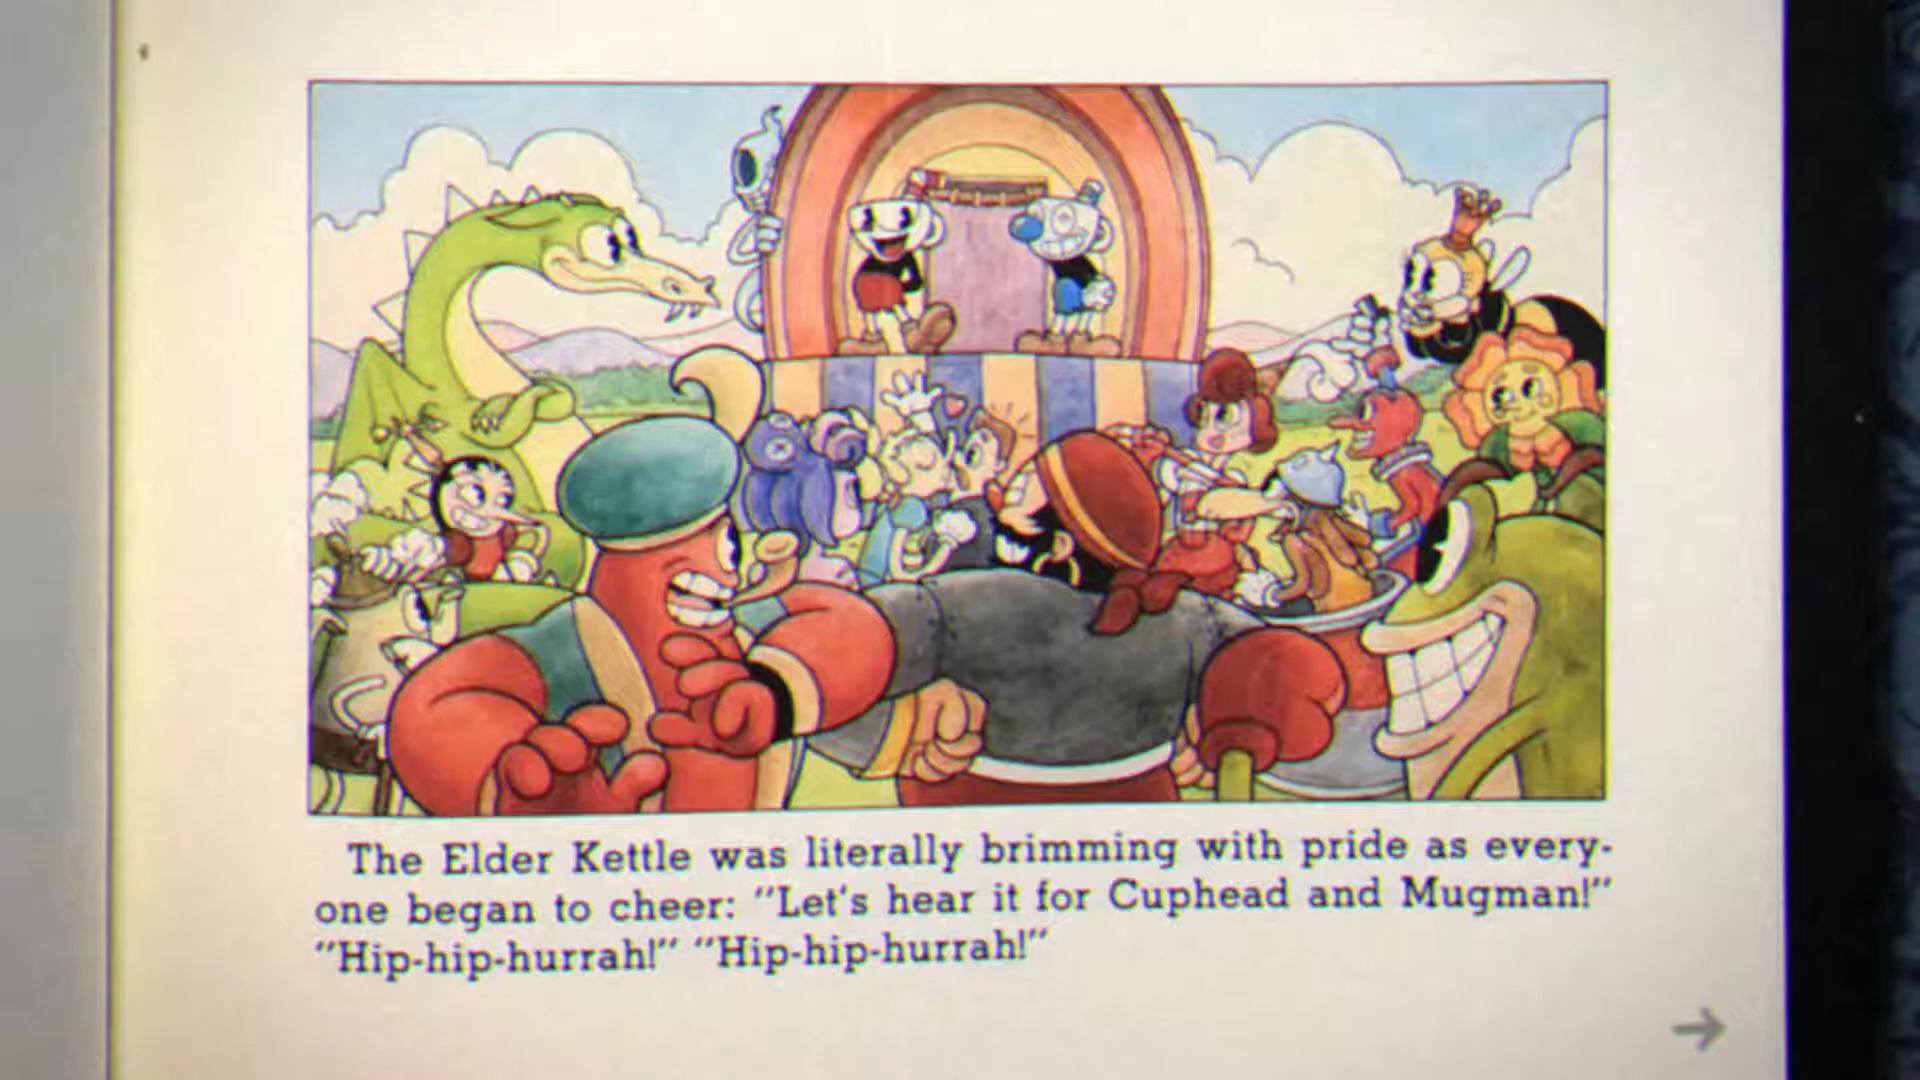 The Elder Kettle was literally brimming with pride as every-
one began to cheer: "Let's hear it for Cuphead and Mugman!"
"Hip-hip-hurrah!" "Hip-hip-hurrah!"